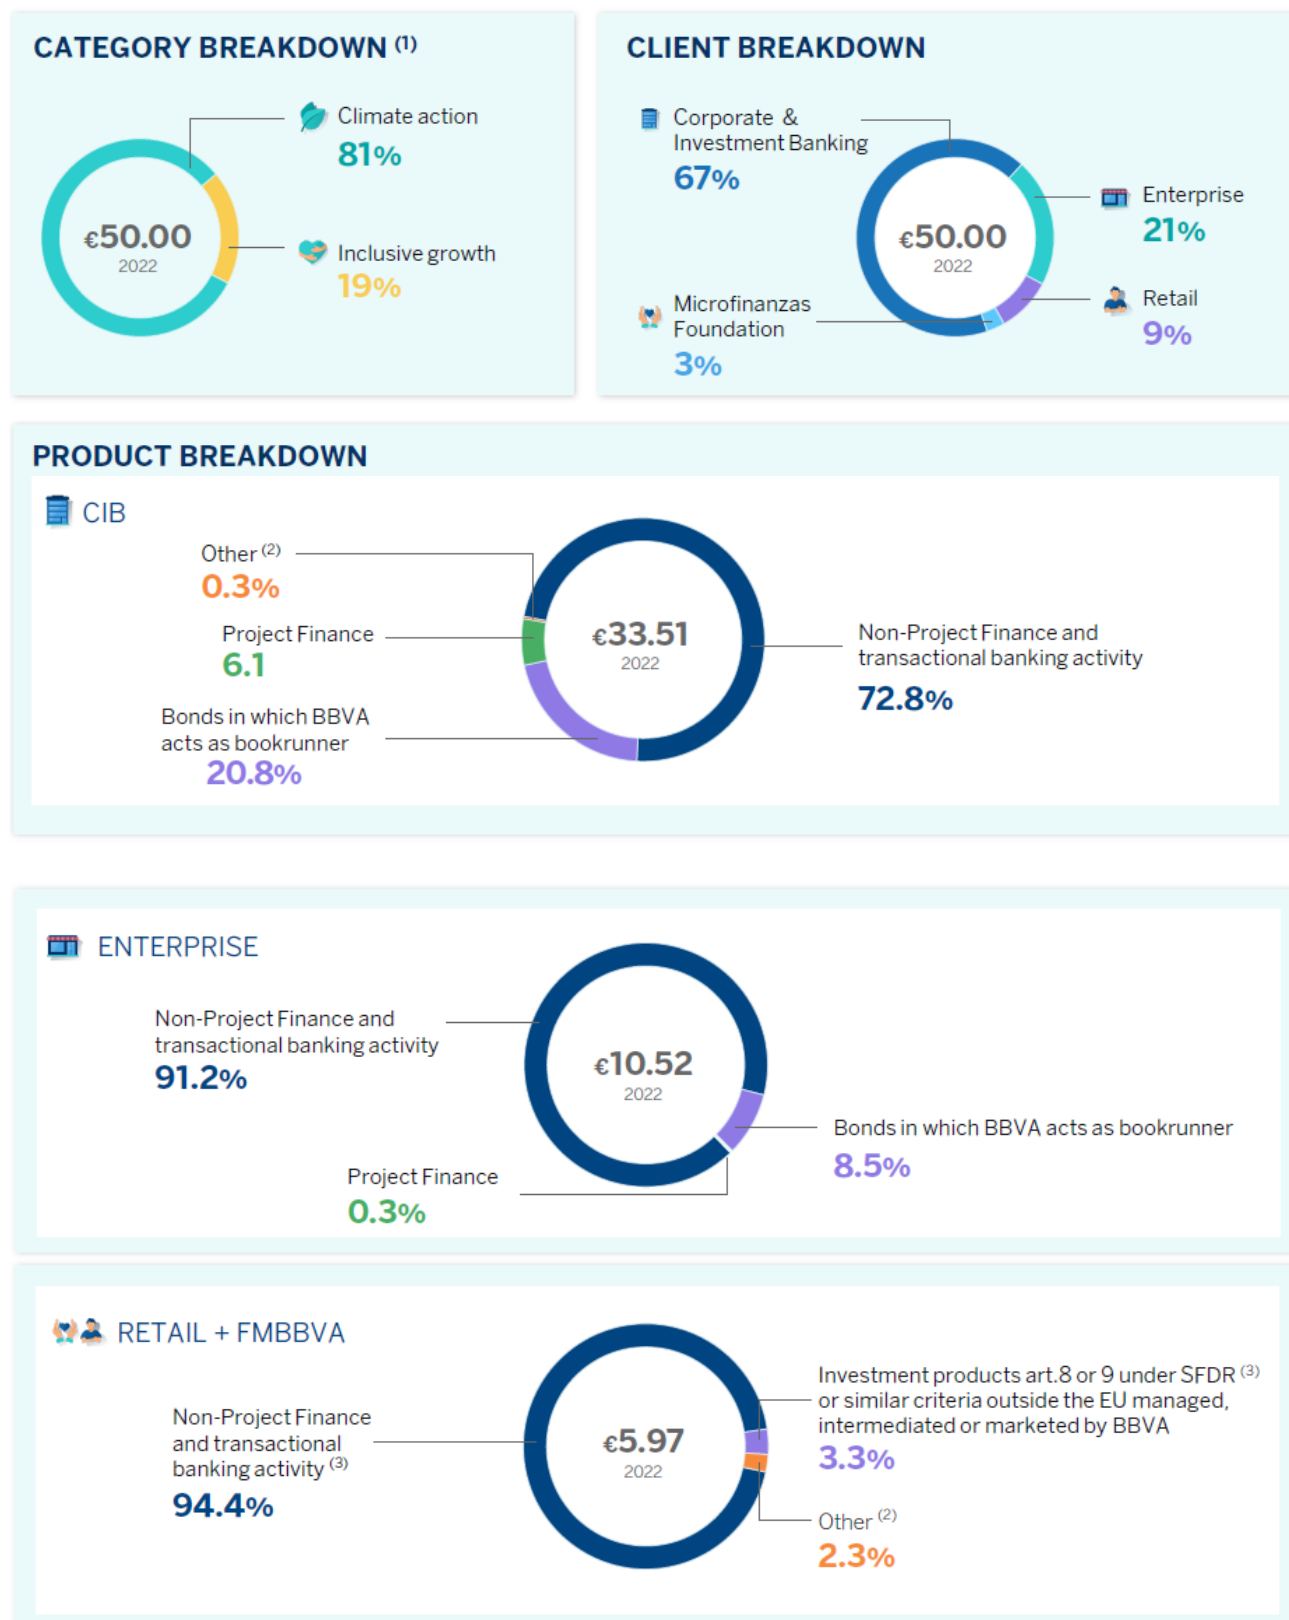 CATEGORY BREAKDOWN (1)
Climate action
81%
€50.00
2022
Inclusive growth
19%
CLIENT BREAKDOWN
Corporate &
Investment Banking
67%
Enterprise
21%
€50.00
2022
Retail
9%
Microfinanzas
Foundation
3%
PRODUCT BREAKDOWN
CIB
Other (2)
0.3%
Project Finance
6.1
Bonds in which BBVA
acts as bookrunner
20.8%
€33.51
2022
Non-Project Finance and
transactional banking activity
72.8%
ENTERPRISE
Non-Project Finance and
transactional banking activity
91.2%
€10.52
2022
Bonds in which BBVA acts as bookrunner
8.5%
Project Finance
0.3%
RETAIL + FMBBVA
Non-Project Finance
and transactional
banking activity (3)
94.4%
€5.97
2022
Investment products art.8 or 9 under SFDR (3)
or similar criteria outside the EU managed,
intermediated or marketed by BBVA
3.3%
Other (2)
2.3%